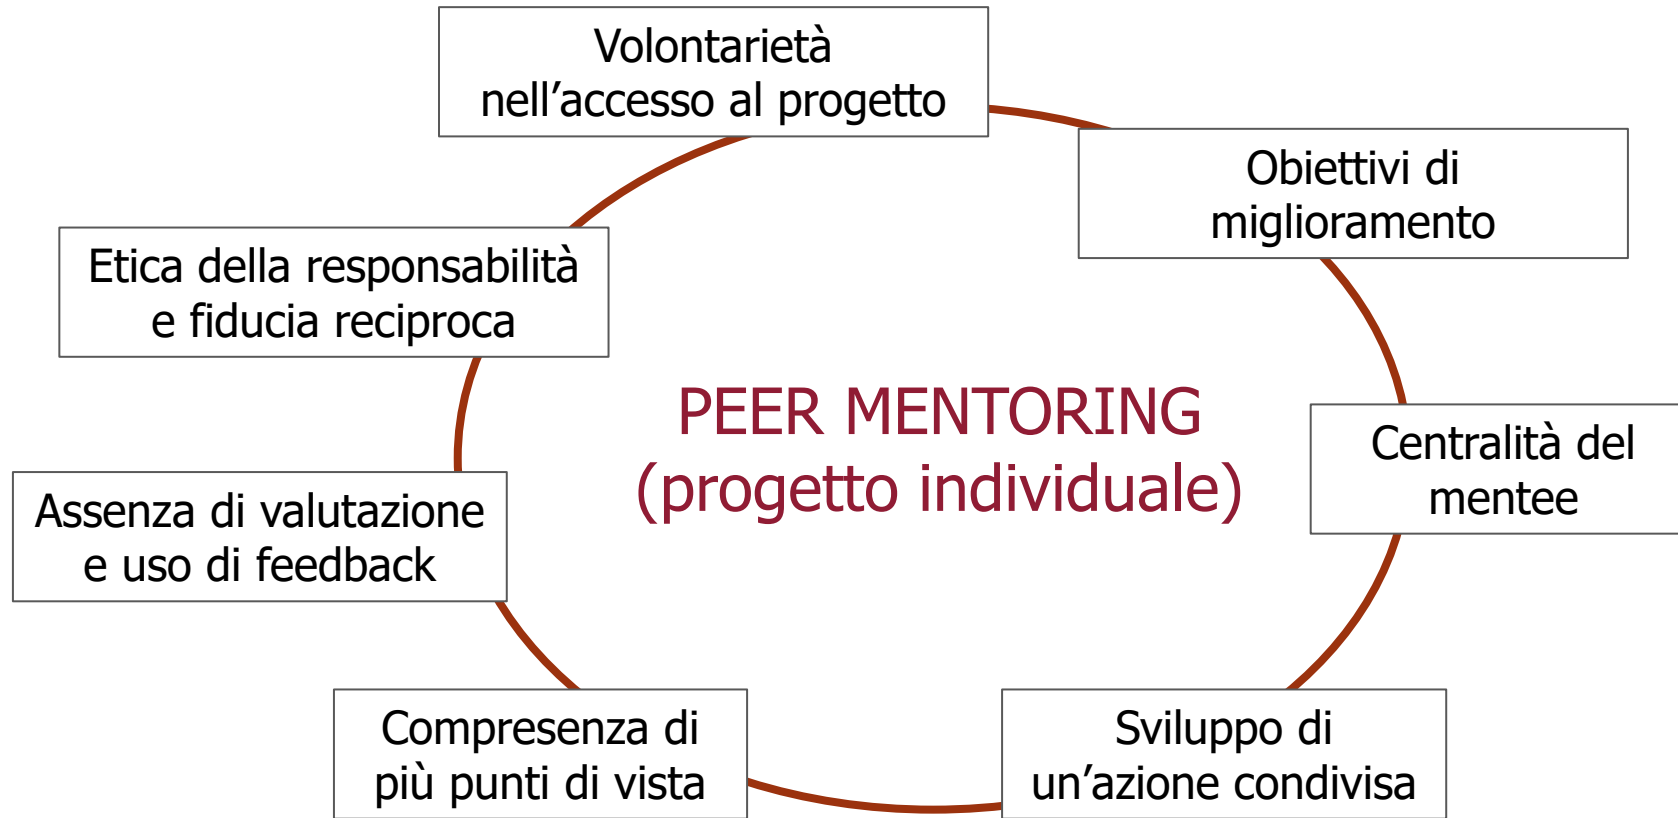 Volontarietà
nell’accesso al progetto
Obiettivi di
miglioramento
Etica della responsabilità
e fiducia reciproca
PEER MENTORING
(progetto individuale)
Centralità del
mentee
Assenza di valutazione
e uso di feedback
Compresenza di
più punti di vista
Sviluppo di
un’azione condivisa